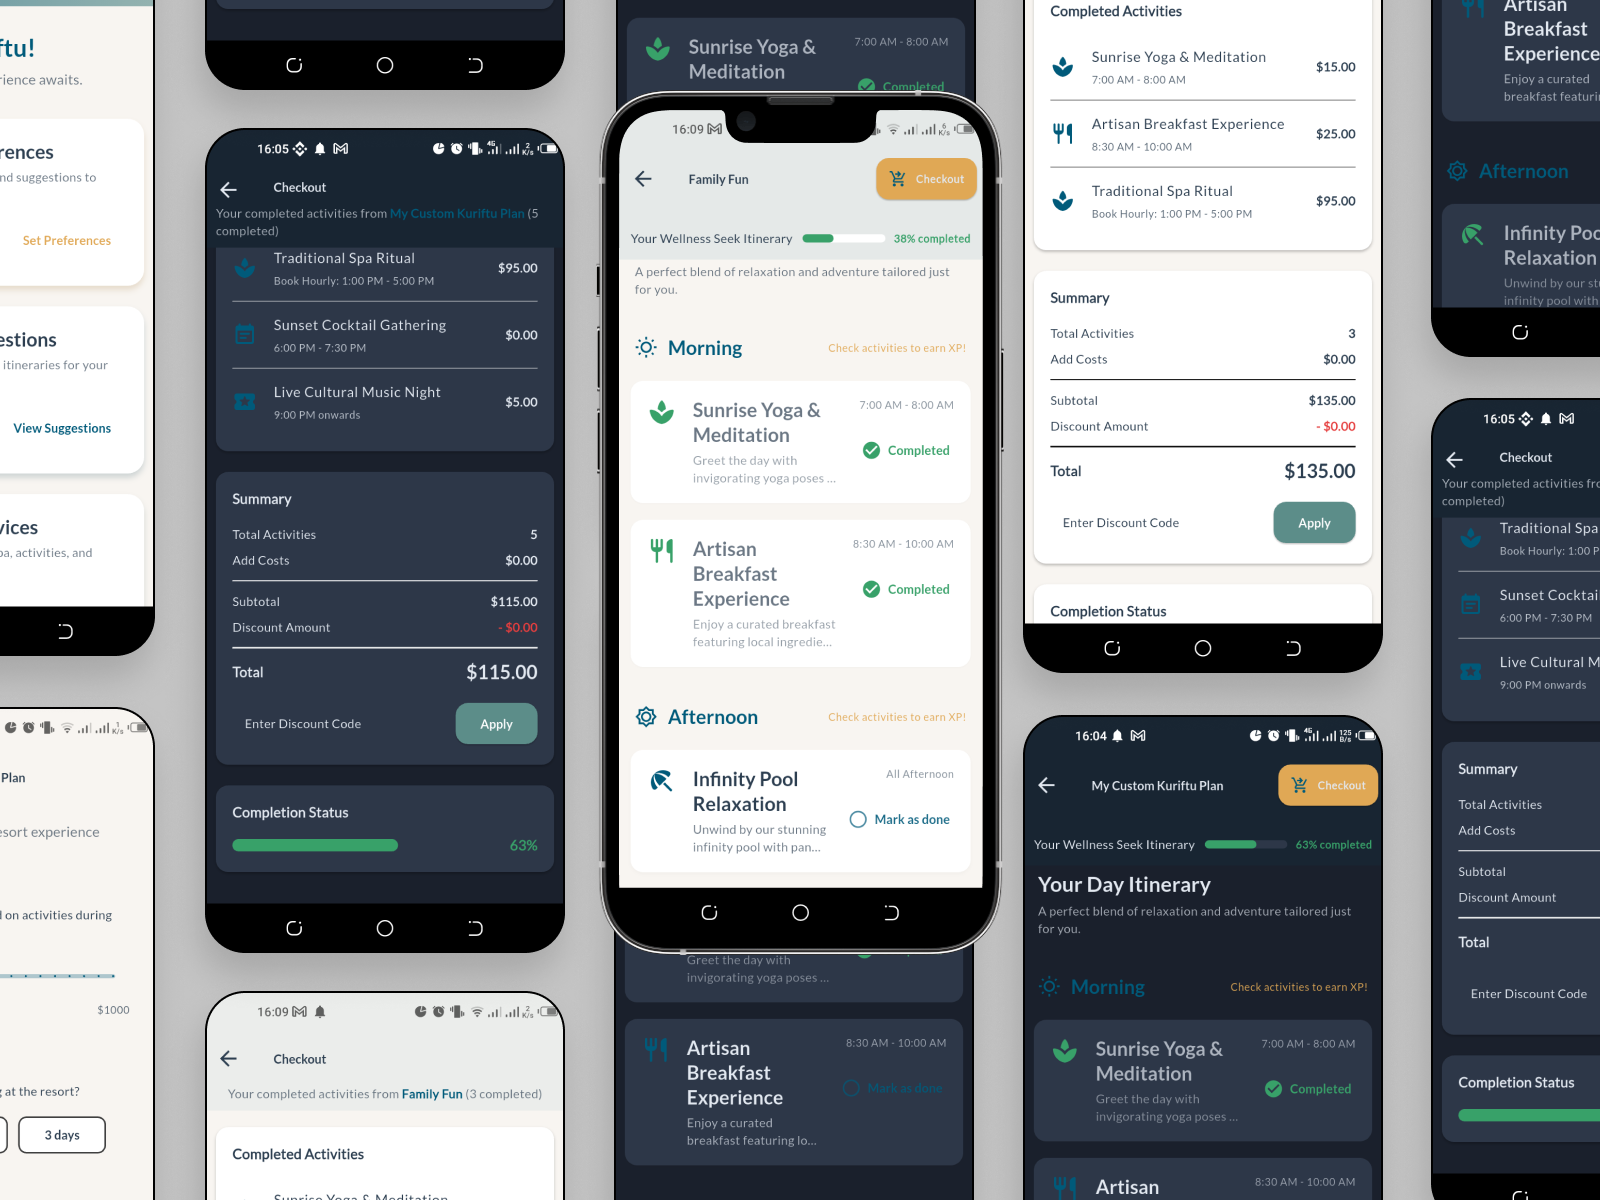 ftu!
rience awaits.
rences
nd suggestions to
Set Preferences
estions
itineraries for your
View Suggestions
vices
pa, activities, and
1
K/s
Plan
esort experience
d on activities during
$1000
g at the resort?
3 days
16:05
4G
2
K/s
Checkout
Your completed activities from My Custom Kuriftu Plan (5
completed)
Traditional Spa Ritual
$95.00
Book Hourly: 1:00 PM - 5:00 PM
Sunset Cocktail Gathering
$0.00
6:00 PM - 7:30 PM
Live Cultural Music Night
$5.00
9:00 PM onwards
Summary
Total Activities
5
Add Costs
$0.00
Subtotal
$115.00
Discount Amount
- $0.00
Total
$115.00
Enter Discount Code
Apply
Completion Status
63%
16:09
2
K/s
Checkout
Your completed activities from Family Fun (3 completed)
Completed Activities
Sunrise Yoga & Meditation
Sunrise Yoga &
Meditation
7:00 AM - 8:00 AM
Completed
16:09
6
K/s
Family Fun
Checkout
Your Wellness Seek Itinerary
38% completed
A perfect blend of relaxation and adventure tailored just
for you.
Morning
Check activities to earn XP!
Sunrise Yoga &
Meditation
7:00 AM - 8:00 AM
Completed
Greet the day with
invigorating yoga poses ...
Artisan
Breakfast
Experience
8:30 AM - 10:00 AM
Completed
Enjoy a curated breakfast
featuring local ingredie...
Afternoon
Check activities to earn XP!
Infinity Pool
Relaxation
All Afternoon
Mark as done
Unwind by our stunning
infinity pool with pan...
Greet the day with
invigorating yoga poses ...
Artisan
Breakfast
Experience
8:30 AM - 10:00 AM
Mark as done
Enjoy a curated
breakfast featuring lo...
Completed Activities
Sunrise Yoga & Meditation
$15.00
7:00 AM - 8:00 AM
Artisan Breakfast Experience
$25.00
8:30 AM - 10:00 AM
Traditional Spa Ritual
$95.00
Book Hourly: 1:00 PM - 5:00 PM
Summary
Total Activities
3
Add Costs
$0.00
Subtotal
$135.00
Discount Amount
- $0.00
Total
$135.00
Enter Discount Code
Apply
Completion Status
16:04
4G
125
B/s
My Custom Kuriftu Plan
Checkout
Your Wellness Seek Itinerary
63% completed
Your Day Itinerary
A perfect blend of relaxation and adventure tailored just
for you.
Morning
Check activities to earn XP!
Sunrise Yoga &
Meditation
7:00 AM - 8:00 AM
Completed
Greet the day with
invigorating yoga poses ...
Artisan
8:30 AM - 10:00 AM
Artisan
Breakfast
Experience
Enjoy a curated
breakfast featuri
Afternoon
Infinity Poo
Relaxation
Unwind by our stu
infinity pool with
16:05
Checkout
Your completed activities fro
completed)
Traditional Spa
Book Hourly: 1:00 P
Sunset Cocktail
6:00 PM - 7:30 PM
Live Cultural M
9:00 PM onwards
Summary
Total Activities
Add Costs
Subtotal
Discount Amount
Total
Enter Discount Code
Completion Status